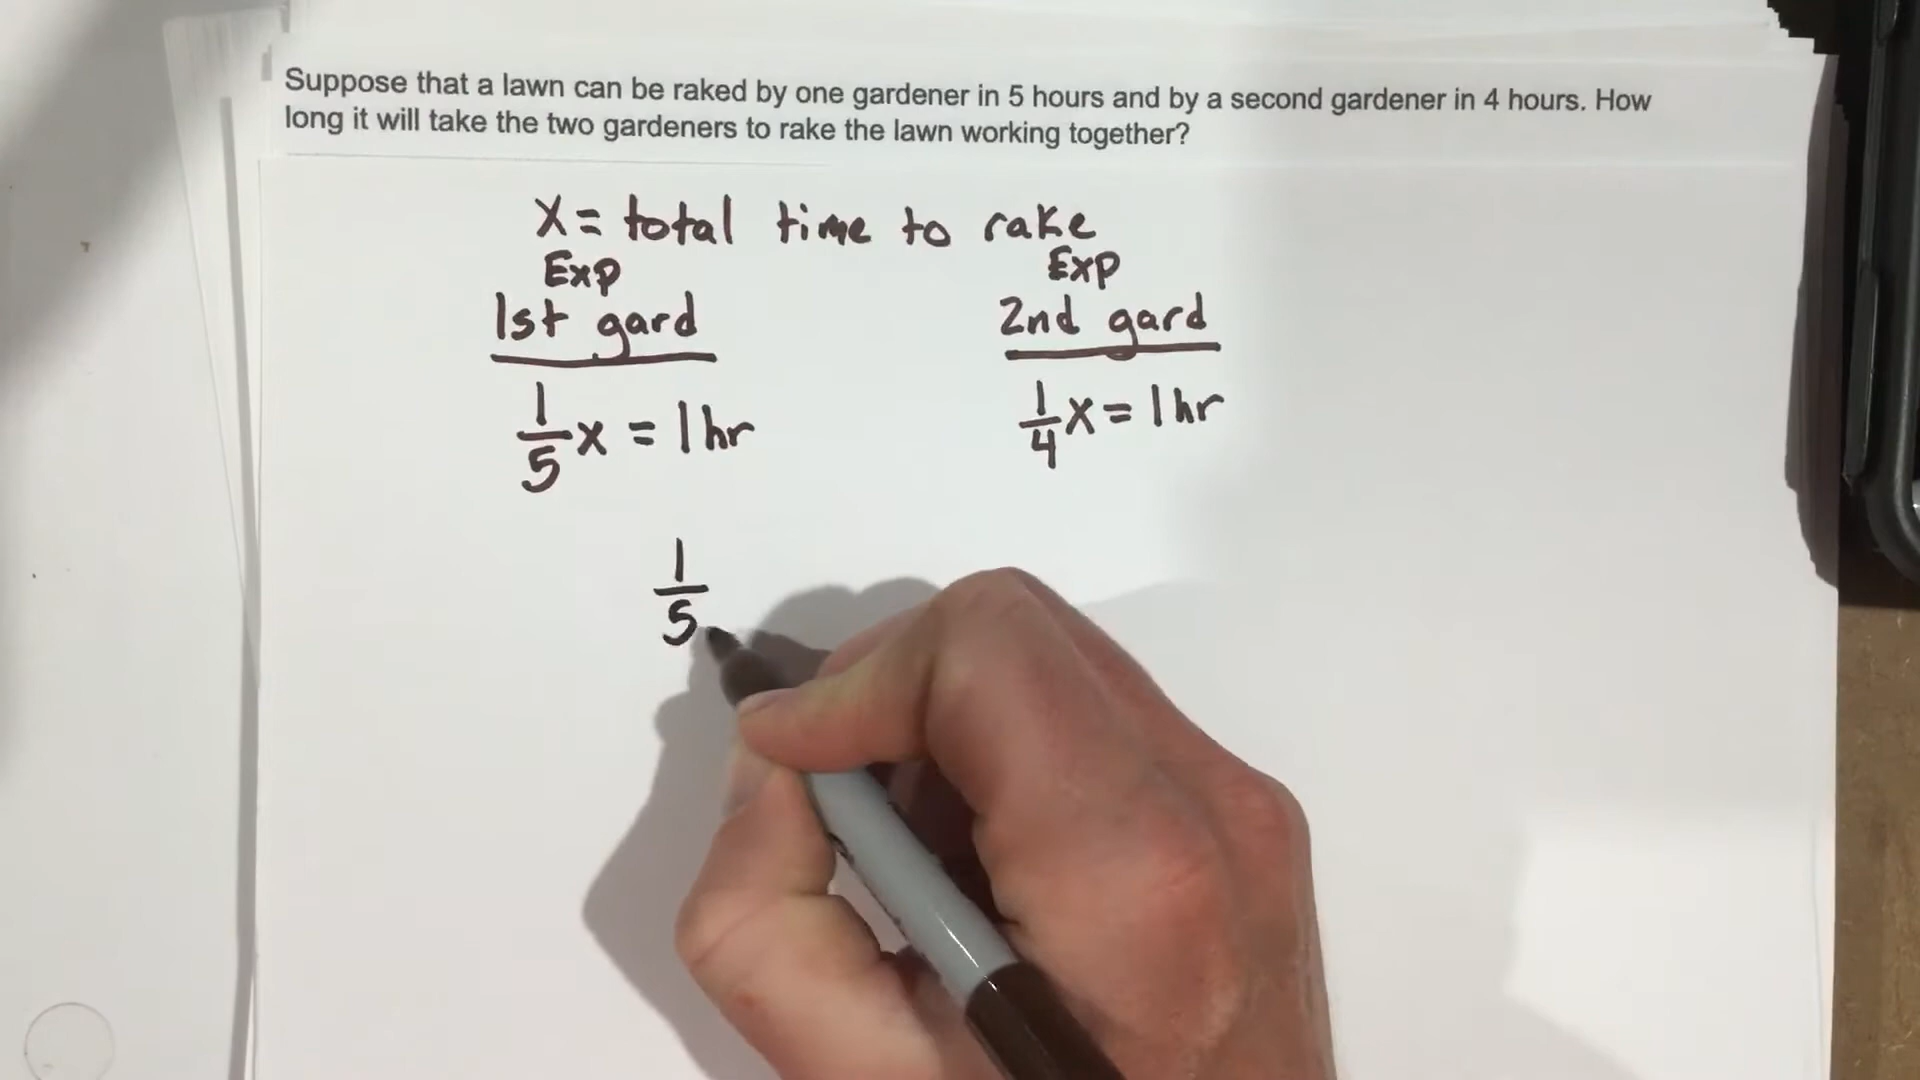 Suppose that a lawn can be raked by one gardener in 5 hours and by a second gardener in 4 hours. How
long it will take the two gardeners to rake the lawn working together?
X = total time to rake
Exp
1st gard
1/5 x = 1 hr
Exp
2nd gard
1/4 x = 1 hr
1/5